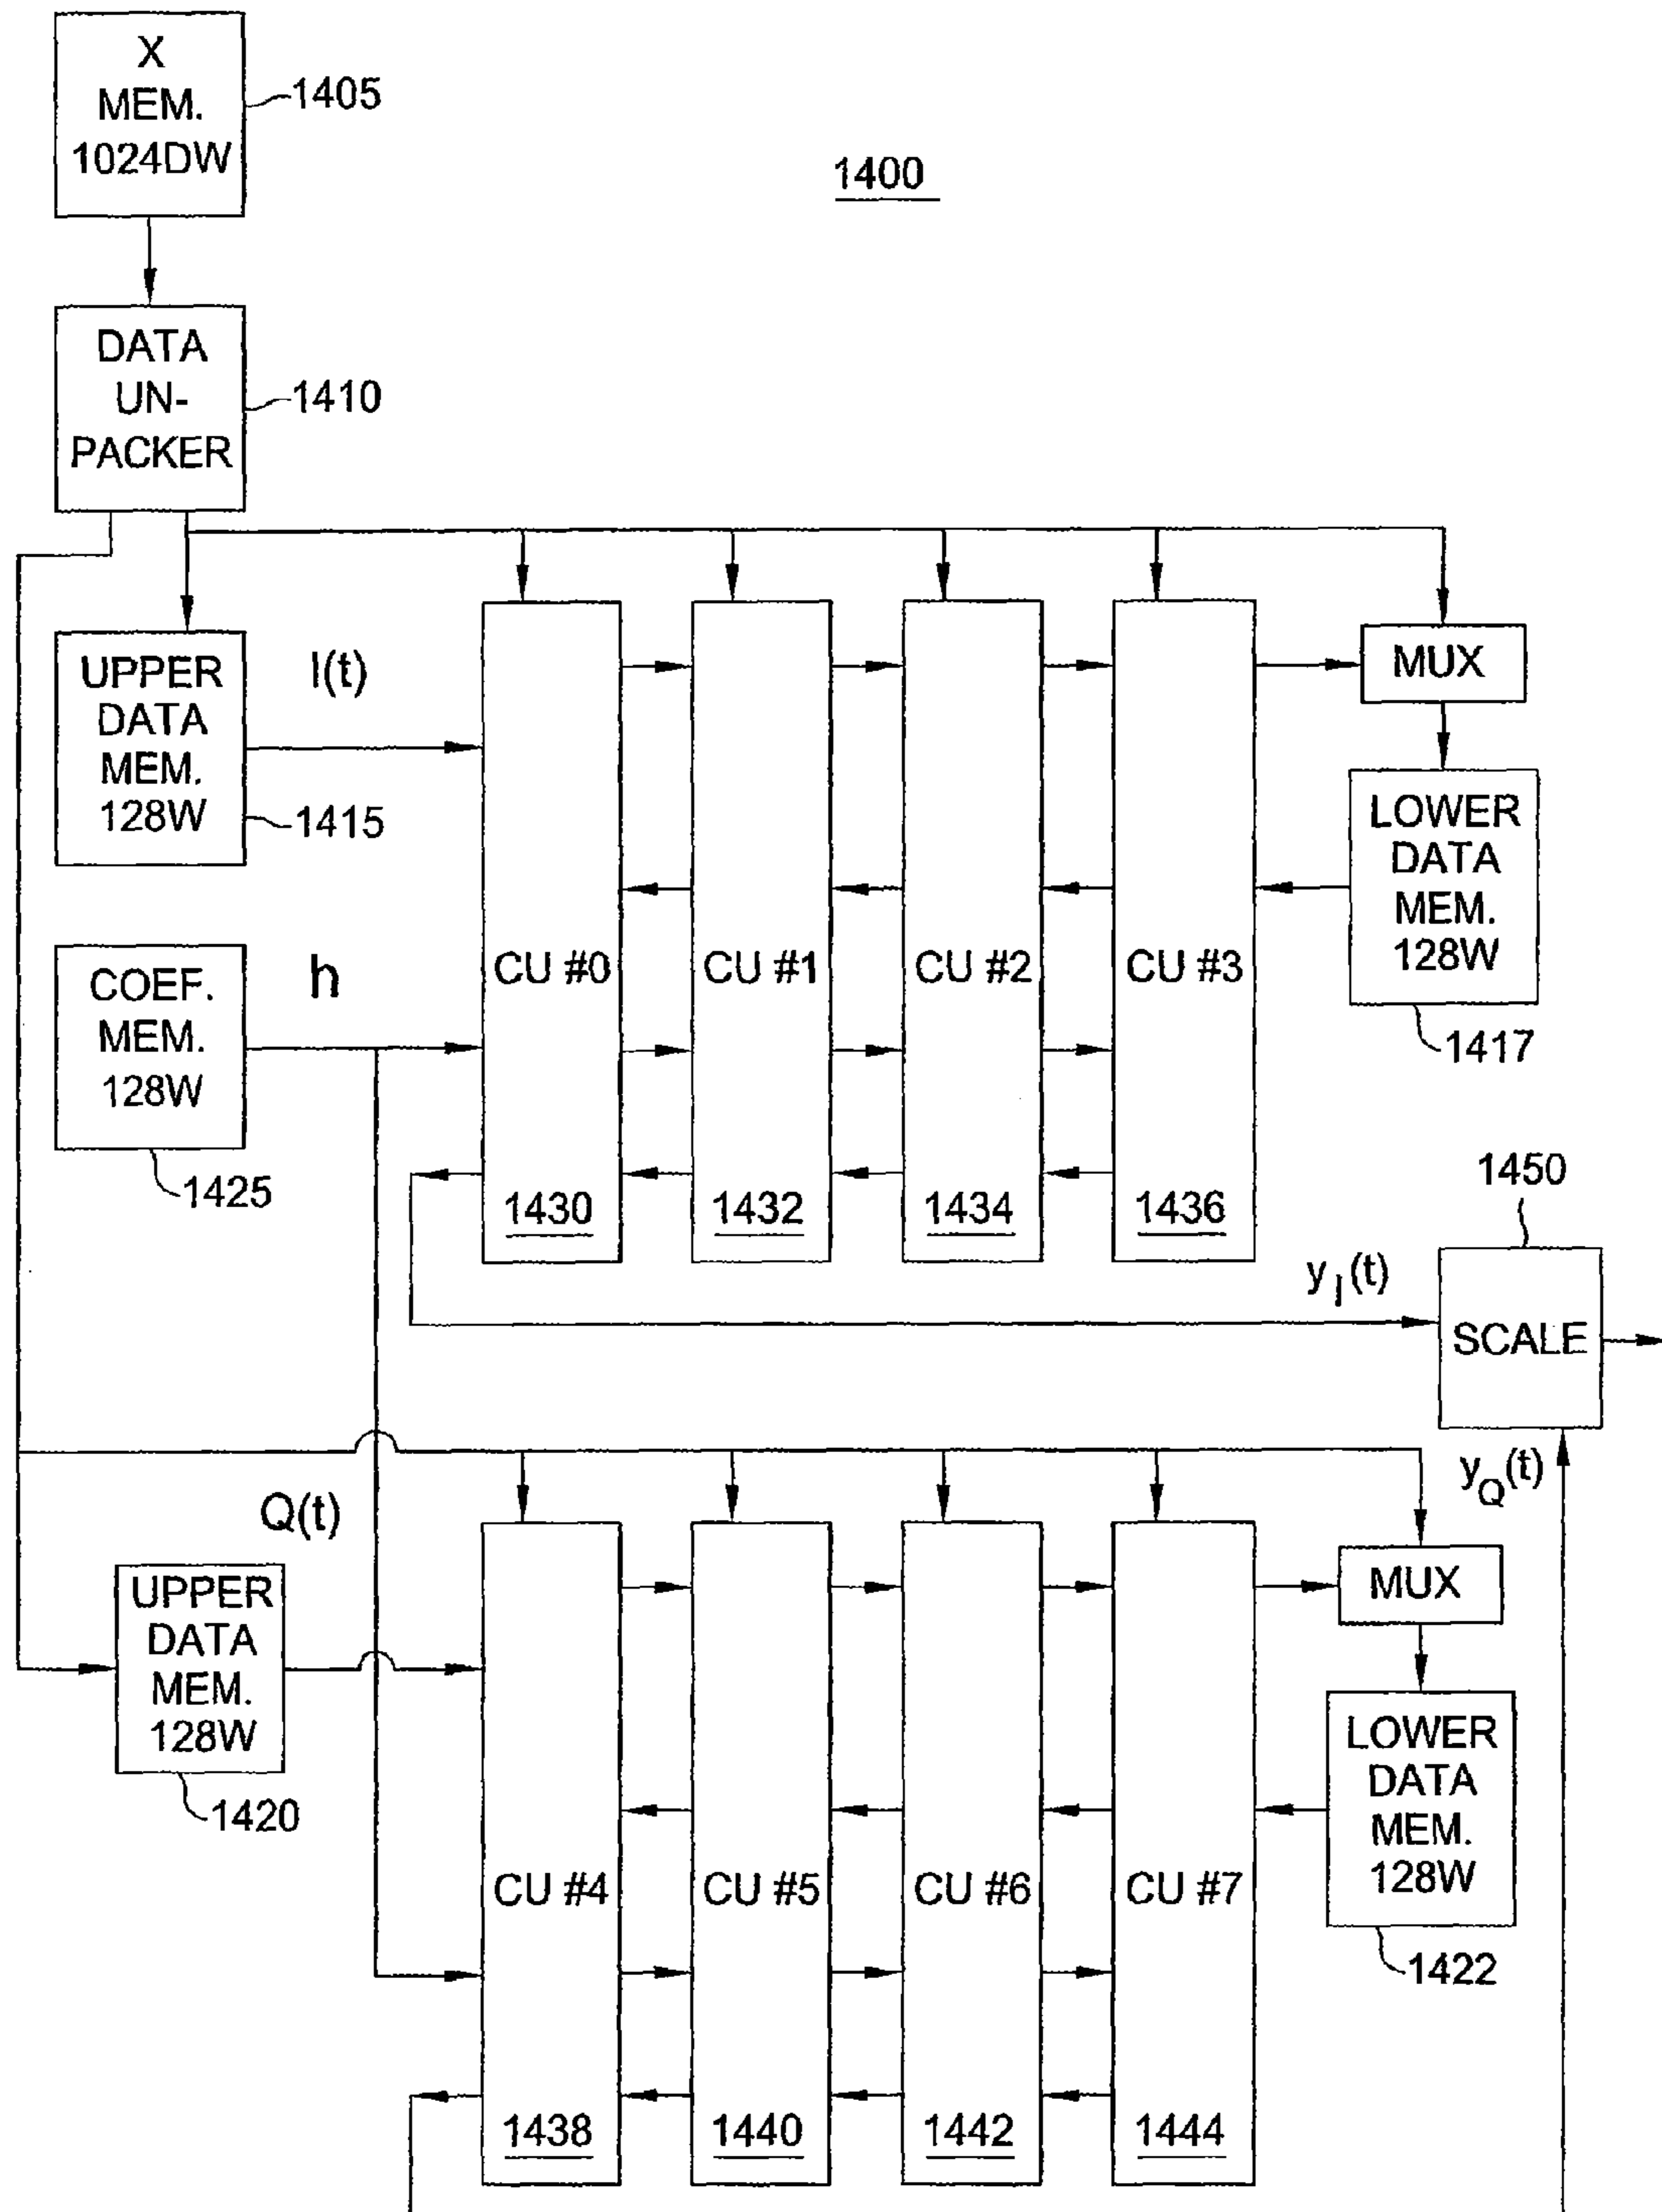 X
MEM.
1024DW
1405
1400
DATA
UN-
PACKER
1410
UPPER
DATA
MEM.
128W
1415
I(t)
COEF.
MEM.
128W
1425
h
CU #0
1430
CU #1
1432
CU #2
1434
CU #3
1436
MUX
LOWER
DATA
MEM.
128W
1417
1450
y_I(t)
SCALE
y_Q(t)
Q(t)
UPPER
DATA
MEM.
128W
1420
CU #4
1438
CU #5
1440
CU #6
1442
CU #7
1444
MUX
LOWER
DATA
MEM.
128W
1422